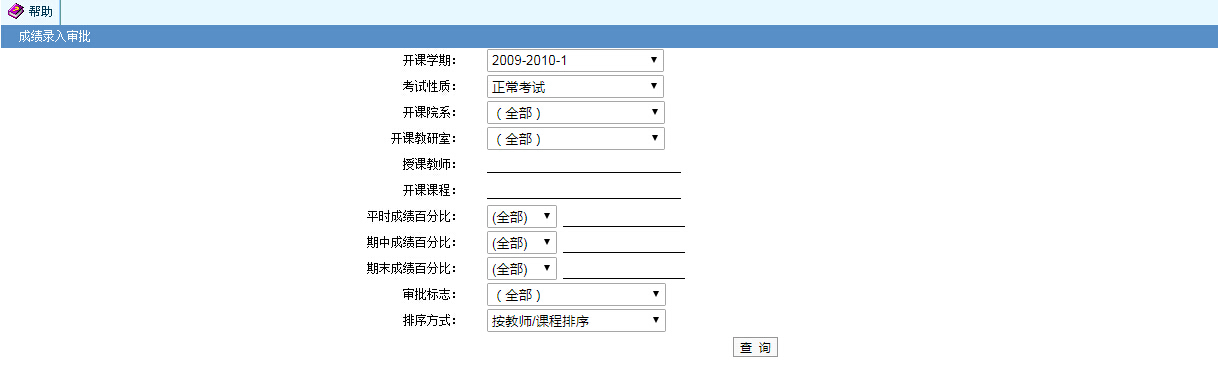 帮助
成绩录入审批
开课学期： 2009-2010-1
考试性质： 正常考试
开课院系： （全部）
开课教研室： （全部）
授课教师：
开课课程：
平时成绩百分比： (全部)
期中成绩百分比： (全部)
期末成绩百分比： (全部)
审批标志： （全部）
排序方式： 按教师/课程排序
查 询